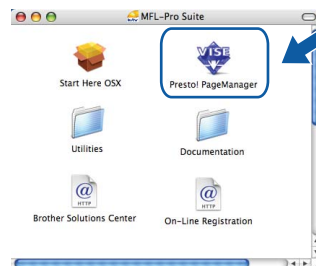 MFL-Pro Suite
VISE
Start Here OSX
Presto! PageManager
Utilities
Documentation
@
HTTP
@
HTTP
Brother Solutions Center
On-Line Registration